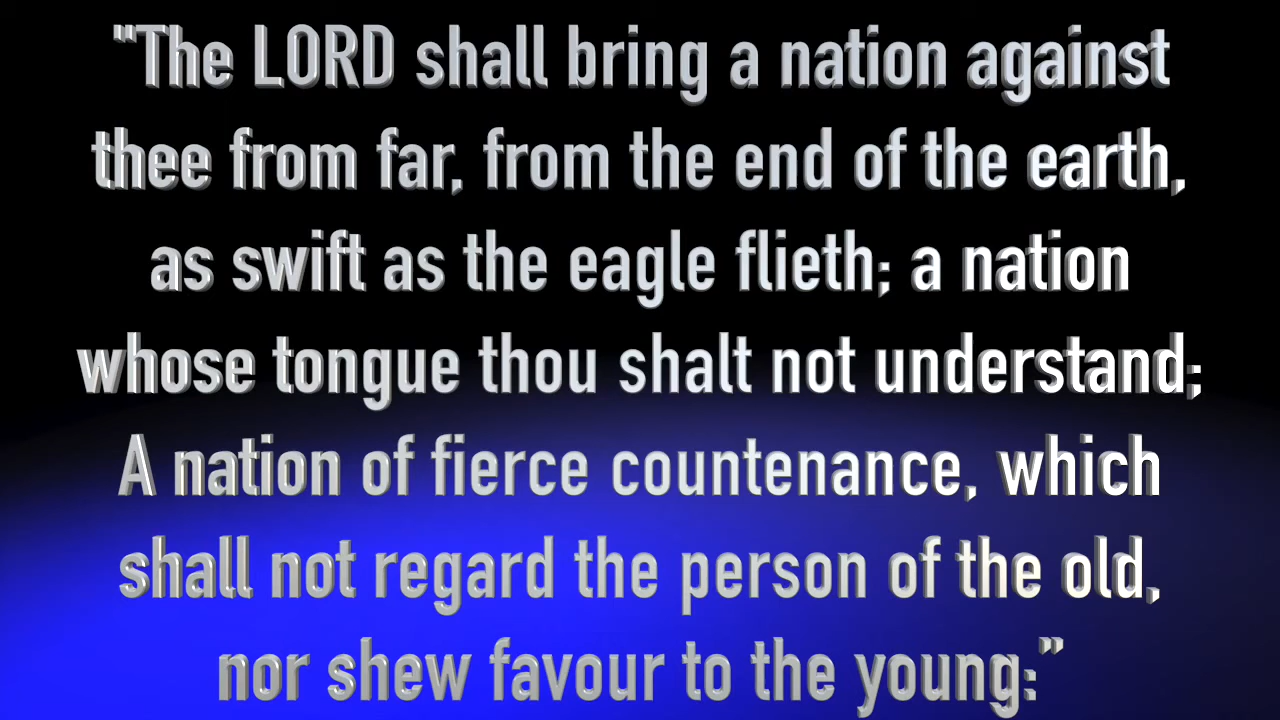 "The LORD shall bring a nation against
thee from far, from the end of the earth,
as swift as the eagle flieth; a nation
whose tongue thou shalt not understand;
A nation of fierce countenance, which
shall not regard the person of the old,
nor shew favour to the young:”